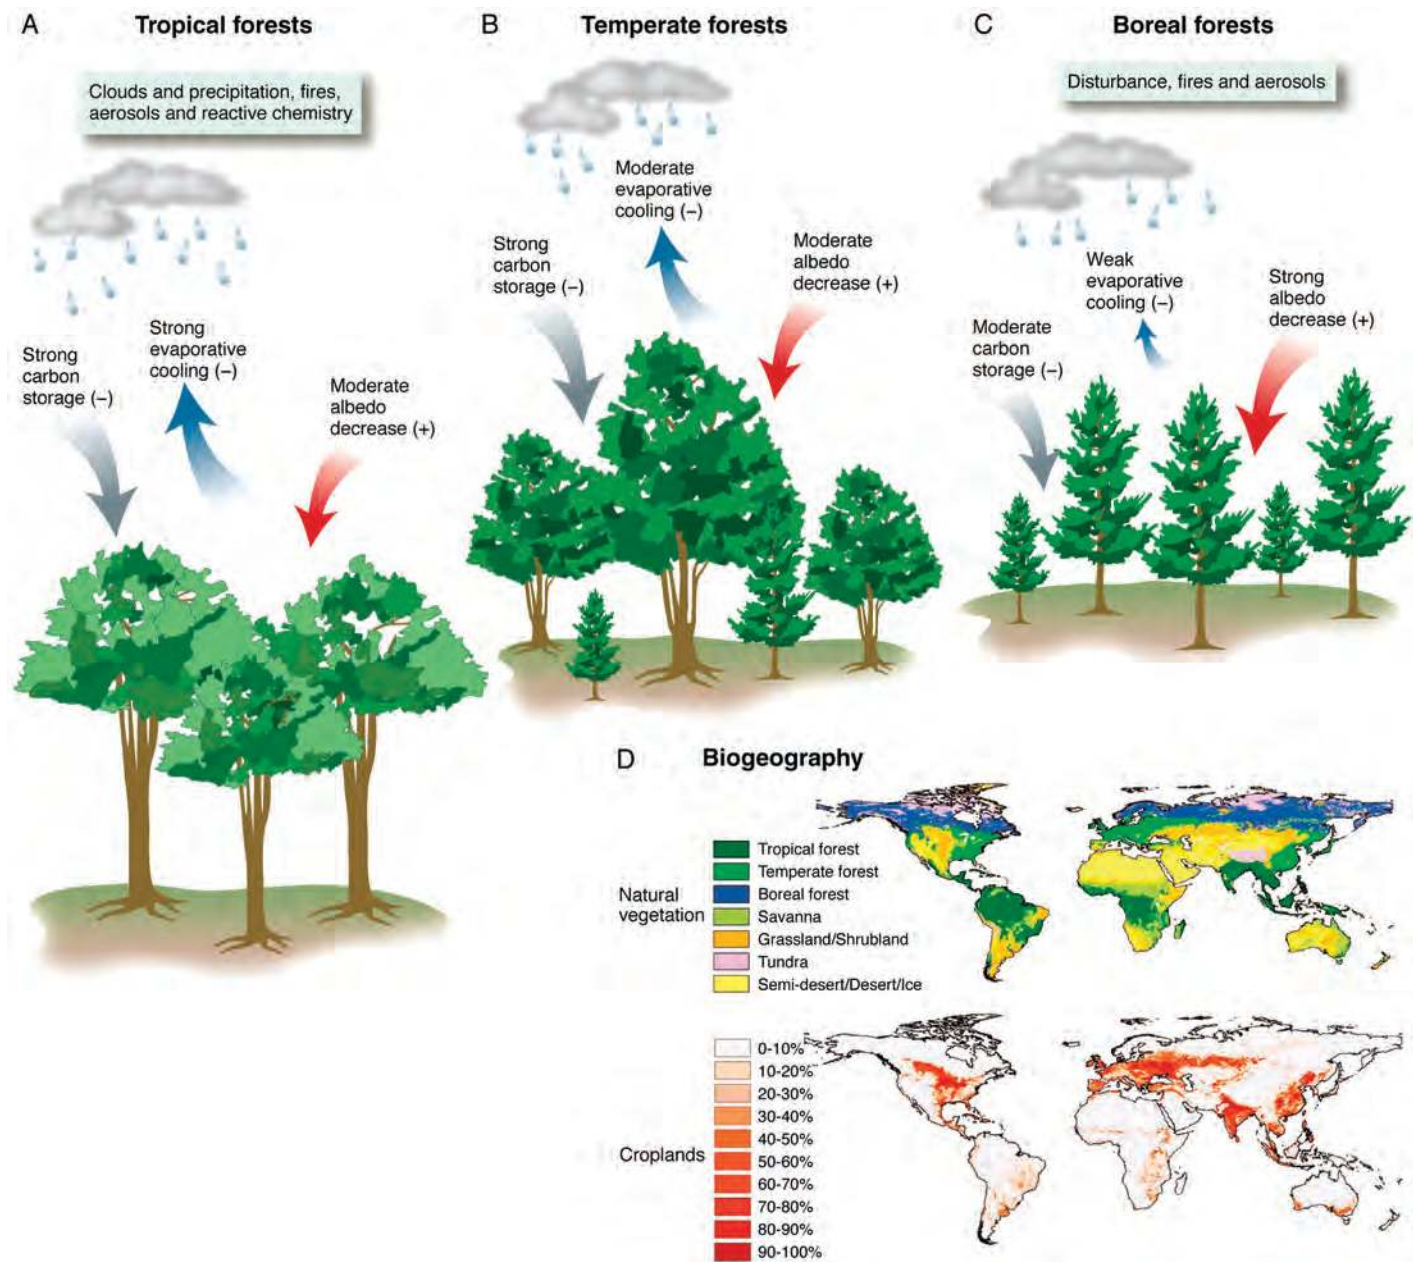 A Tropical forests
Clouds and precipitation, fires,
aerosols and reactive chemistry
Strong
carbon
storage (−)
Strong
evaporative
cooling (−)
Moderate
albedo
decrease (+)
B Temperate forests
Strong
carbon
storage (−)
Moderate
evaporative
cooling (−)
Moderate
albedo
decrease (+)
C Boreal forests
Disturbance, fires and aerosols
Moderate
carbon
storage (−)
Weak
evaporative
cooling (−)
Strong
albedo
decrease (+)
D Biogeography
Natural
vegetation
Tropical forest
Temperate forest
Boreal forest
Savanna
Grassland/Shrubland
Tundra
Semi-desert/Desert/Ice
Croplands
0-10%
10-20%
20-30%
30-40%
40-50%
50-60%
60-70%
70-80%
80-90%
90-100%